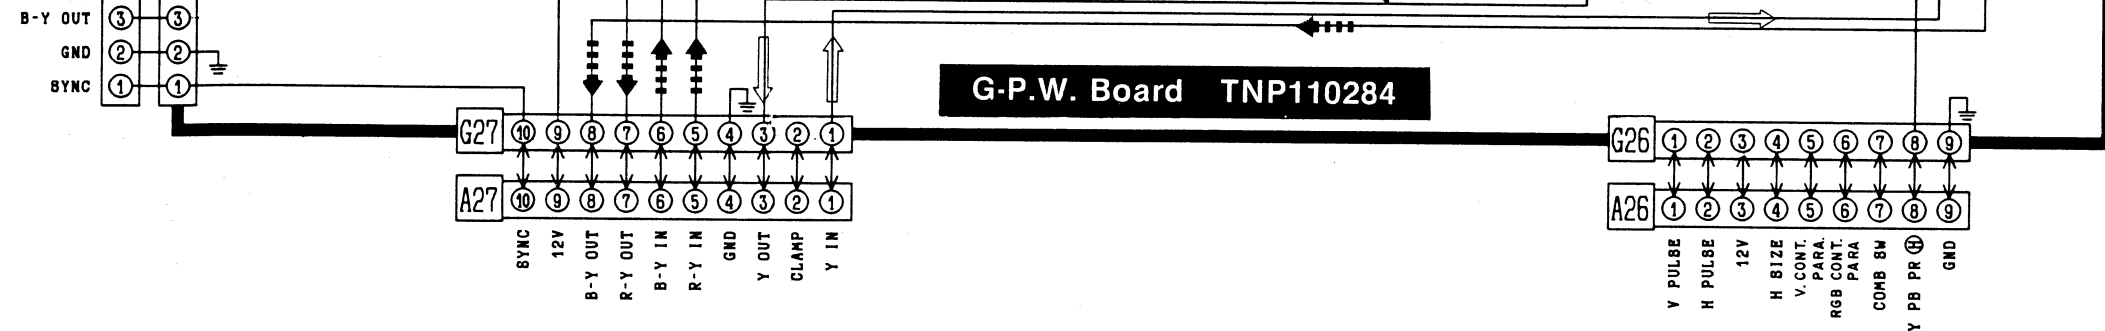 B-Y OUT ③ ③
GND ② ②
SYNC ① ①
G-P.W. Board TNP110284
G27 ⑩ ⑨ ⑧ ⑦ ⑥ ⑤ ④ ③ ② ①
A27 ⑩ ⑨ ⑧ ⑦ ⑥ ⑤ ④ ③ ② ①
SYNC
12V
B-Y OUT
R-Y OUT
B-Y IN
R-Y IN
GND
Y OUT
CLAMP
Y IN
G26 ① ② ③ ④ ⑤ ⑥ ⑦ ⑧ ⑨
A26 ① ② ③ ④ ⑤ ⑥ ⑦ ⑧ ⑨
V PULSE
H PULSE
12V
H SIZE
V. CONT.
PARA.
RGB CONT.
PARA
COMB SW
Y PB PR Ⓗ
GND